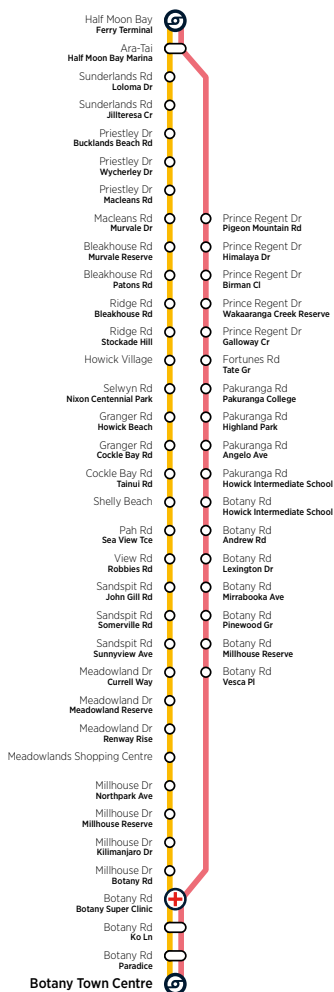 Half Moon Bay
Ferry Terminal
Ara-Tai
Half Moon Bay Marina
Sunderlands Rd
Loloma Dr
Sunderlands Rd
Jillteresa Cr
Priestley Dr
Bucklands Beach Rd
Priestley Dr
Wycherley Dr
Priestley Dr
Macleans Rd
Macleans Rd
Murvale Dr
Bleakhouse Rd
Murvale Reserve
Bleakhouse Rd
Patons Rd
Ridge Rd
Bleakhouse Rd
Ridge Rd
Stockade Hill
Howick Village
Selwyn Rd
Nixon Centennial Park
Granger Rd
Howick Beach
Granger Rd
Cockle Bay Rd
Cockle Bay Rd
Tainui Rd
Shelly Beach
Pah Rd
Sea View Tce
View Rd
Robbies Rd
Sandspit Rd
John Gill Rd
Sandspit Rd
Somerville Rd
Sandspit Rd
Sunnyview Ave
Meadowland Dr
Currell Way
Meadowland Dr
Meadowland Reserve
Meadowland Dr
Renway Rise
Meadowlands Shopping Centre
Millhouse Dr
Northpark Ave
Millhouse Dr
Millhouse Reserve
Millhouse Dr
Kilimanjaro Dr
Millhouse Dr
Botany Rd
Botany Rd
Botany Super Clinic
Botany Rd
Ko Ln
Botany Rd
Paradice
Botany Town Centre
Prince Regent Dr
Pigeon Mountain Rd
Prince Regent Dr
Himalaya Dr
Prince Regent Dr
Birman Cl
Prince Regent Dr
Wakaaranga Creek Reserve
Prince Regent Dr
Galloway Cr
Fortunes Rd
Tate Gr
Pakuranga Rd
Pakuranga College
Pakuranga Rd
Highland Park
Pakuranga Rd
Angelo Ave
Pakuranga Rd
Howick Intermediate School
Botany Rd
Howick Intermediate School
Botany Rd
Andrew Rd
Botany Rd
Lexington Dr
Botany Rd
Mirrabooka Ave
Botany Rd
Pinewood Gr
Botany Rd
Millhouse Reserve
Botany Rd
Vesca Pl